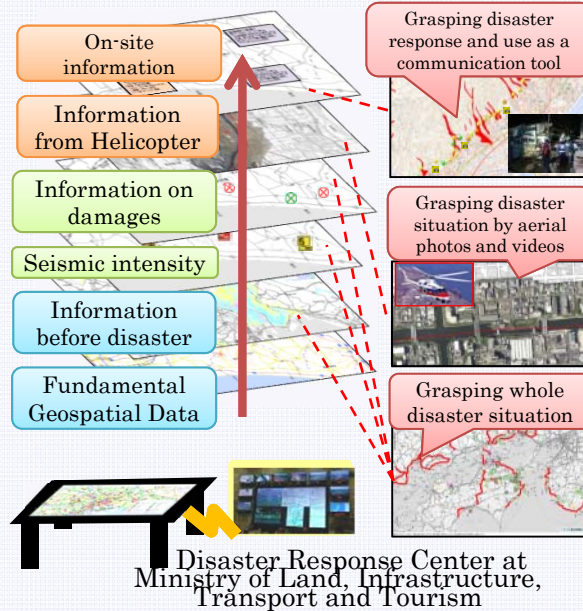 On-site
information
Information
from Helicopter
Information on
damages
Seismic intensity
Information
before disaster
Fundamental
Geospatial Data
Grasping disaster
response and use as a
communication tool
Grasping disaster
situation by aerial
photos and videos
Grasping whole
disaster situation
Disaster Response Center at
Ministry of Land, Infrastructure,
Transport and Tourism